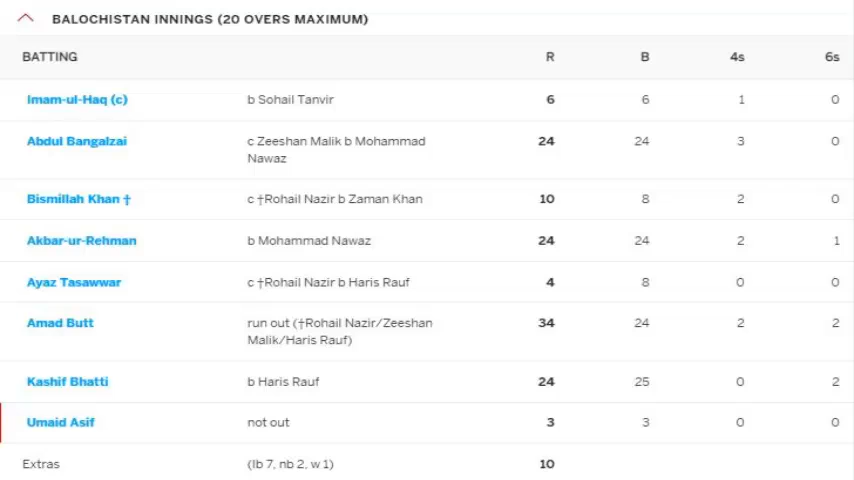 BALOCHISTAN INNINGS (20 OVERS MAXIMUM)
BATTING R B 4s 6s
Imam-ul-Haq (c) b Sohail Tanvir 6 6 1 0
Abdul Bangalzai c Zeeshan Malik b Mohammad 24 24 3 0
Nawaz
Bismillah Khan † c †Rohail Nazir b Zaman Khan 10 8 2 0
Akbar-ur-Rehman b Mohammad Nawaz 24 24 2 1
Ayaz Tasawwar c †Rohail Nazir b Haris Rauf 4 8 0 0
Amad Butt run out (†Rohail Nazir/Zeeshan 34 24 2 2
Malik/Haris Rauf)
Kashif Bhatti b Haris Rauf 24 25 0 2
Umaid Asif not out 3 3 0 0
Extras (lb 7, nb 2, w 1) 10